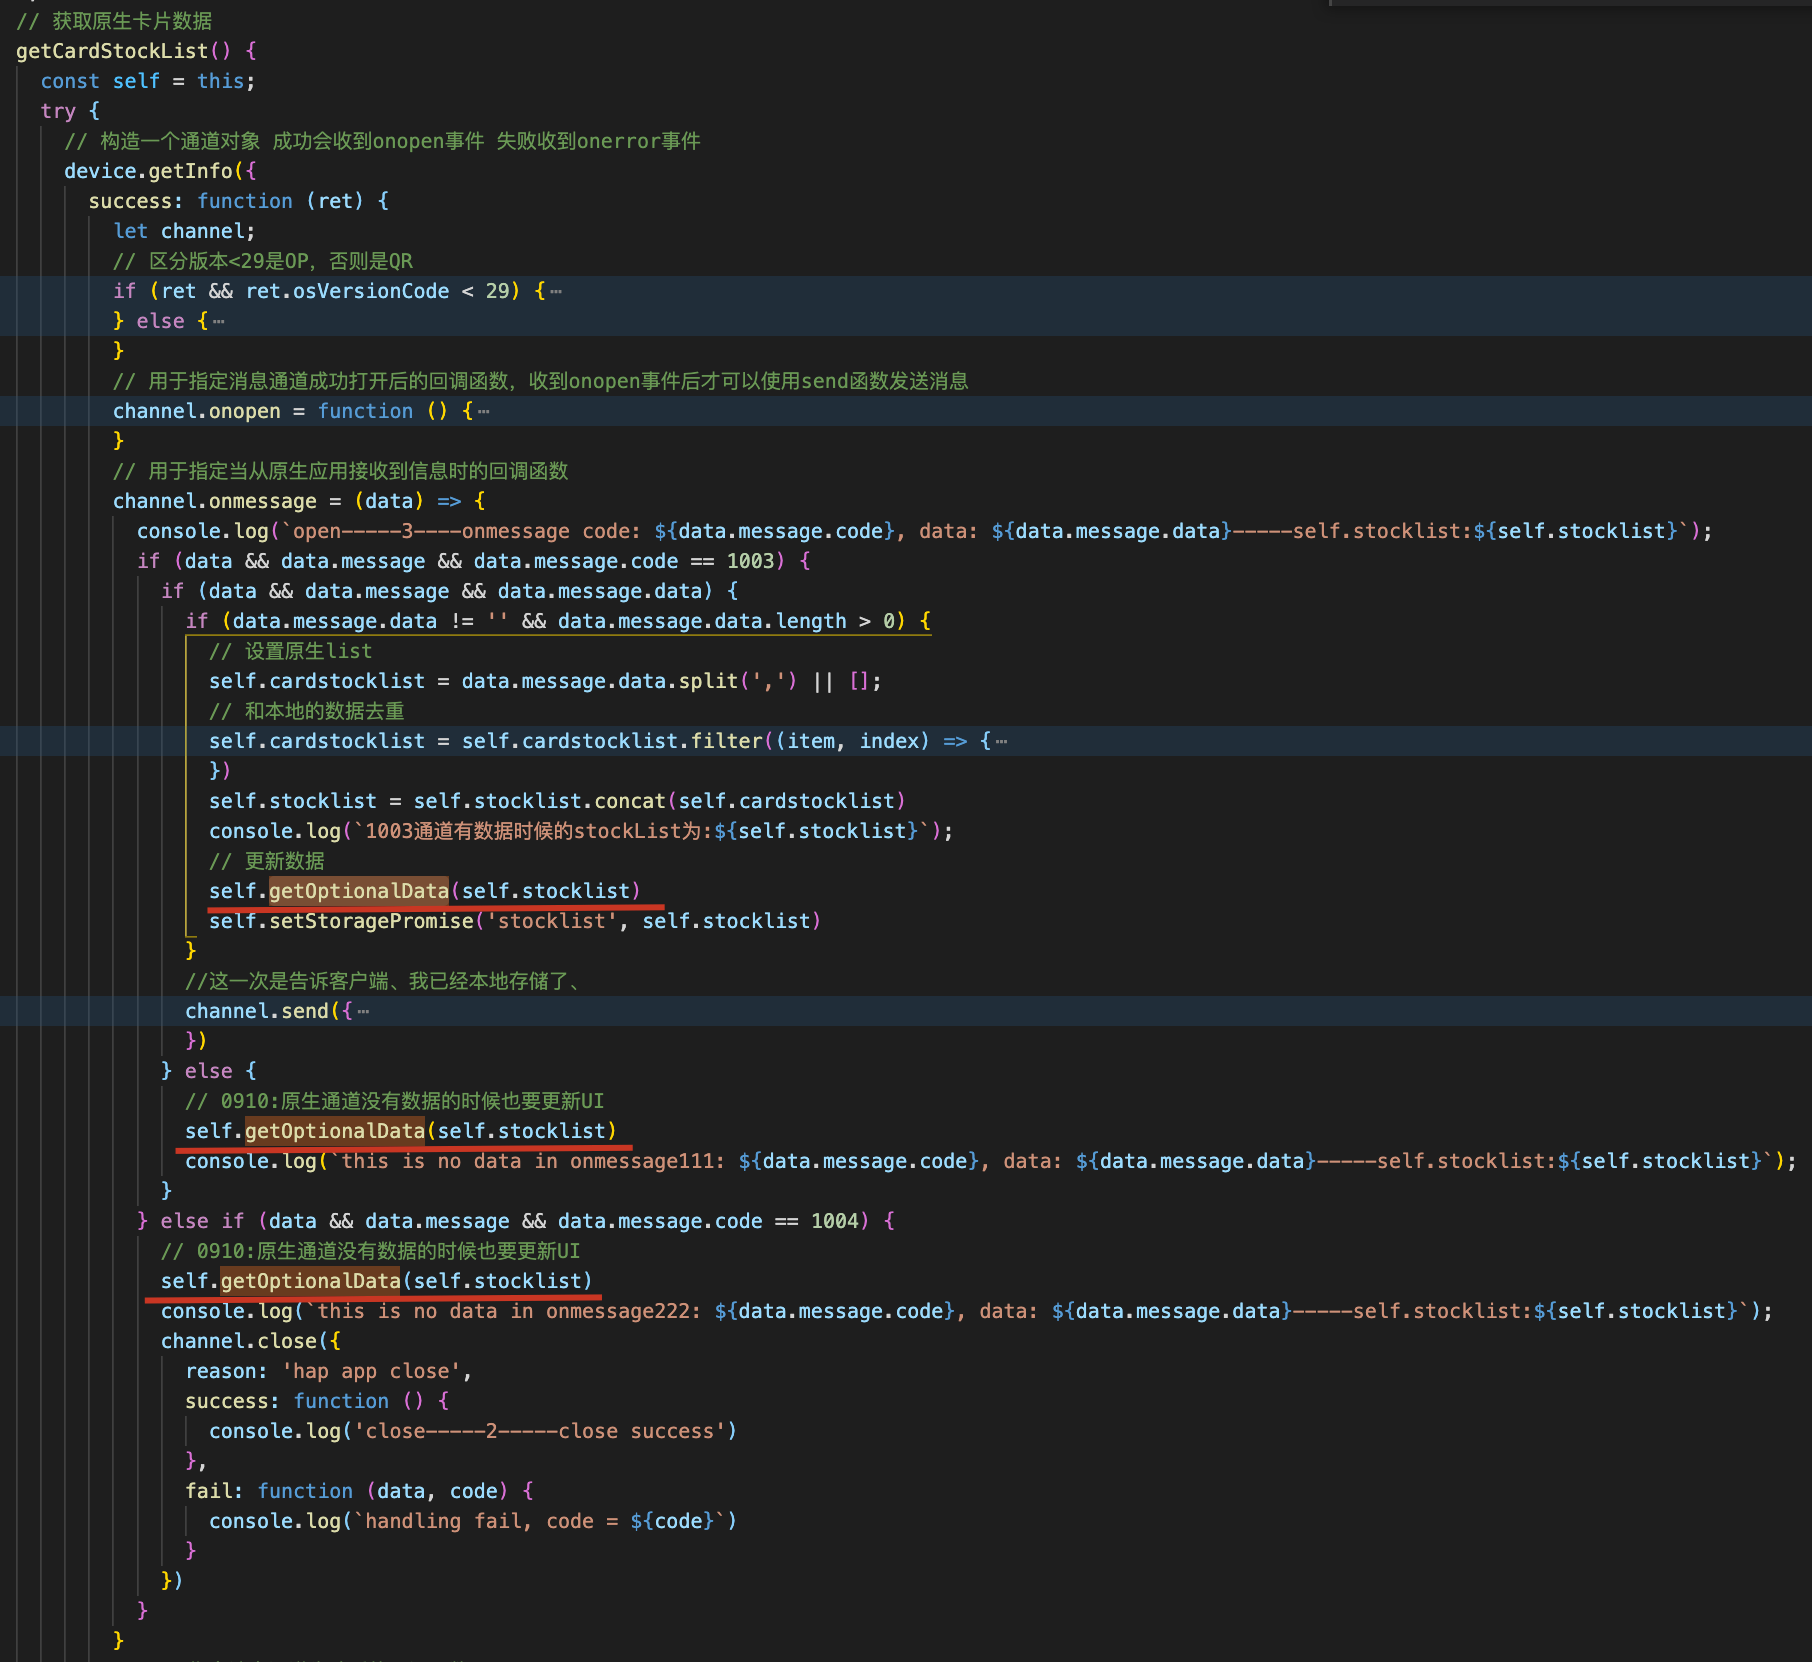 // 获取原生卡片数据
getCardStockList() {
const self = this;
try {
// 构造一个通道对象 成功会收到onopen事件 失败收到onerror事件
device.getInfo({
success: function (ret) {
let channel;
// 区分版本<29是OP，否则是QR
if (ret && ret.osVersionCode < 29) {⋯
} else {⋯
}
// 用于指定消息通道成功打开后的回调函数，收到onopen事件后才可以使用send函数发送消息
channel.onopen = function () {⋯
}
// 用于指定当从原生应用接收到信息时的回调函数
channel.onmessage = (data) => {
console.log(`open-----3----onmessage code: ${data.message.code}, data: ${data.message.data}-----self.stocklist:${self.stocklist}`);
if (data && data.message && data.message.code == 1003) {
if (data && data.message && data.message.data) {
if (data.message.data != '' && data.message.data.length > 0) {
// 设置原生list
self.cardstocklist = data.message.data.split(',') || [];
// 和本地的数据去重
self.cardstocklist = self.cardstocklist.filter((item, index) => {⋯
})
self.stocklist = self.stocklist.concat(self.cardstocklist)
console.log(`1003通道有数据时候的stockList为:${self.stocklist}`);
// 更新数据
self.getOptionalData(self.stocklist)
self.setStoragePromise('stocklist', self.stocklist)
}
//这一次是告诉客户端、我已经本地存储了、
channel.send({⋯
})
} else {
// 0910:原生通道没有数据的时候也要更新UI
self.getOptionalData(self.stocklist)
console.log(`this is no data in onmessage111: ${data.message.code}, data: ${data.message.data}-----self.stocklist:${self.stocklist}`);
}
} else if (data && data.message && data.message.code == 1004) {
// 0910:原生通道没有数据的时候也要更新UI
self.getOptionalData(self.stocklist)
console.log(`this is no data in onmessage222: ${data.message.code}, data: ${data.message.data}-----self.stocklist:${self.stocklist}`);
channel.close({
reason: 'hap app close',
success: function () {
console.log('close-----2-----close success')
},
fail: function (data, code) {
console.log(`handling fail, code = ${code}`)
}
})
}
}